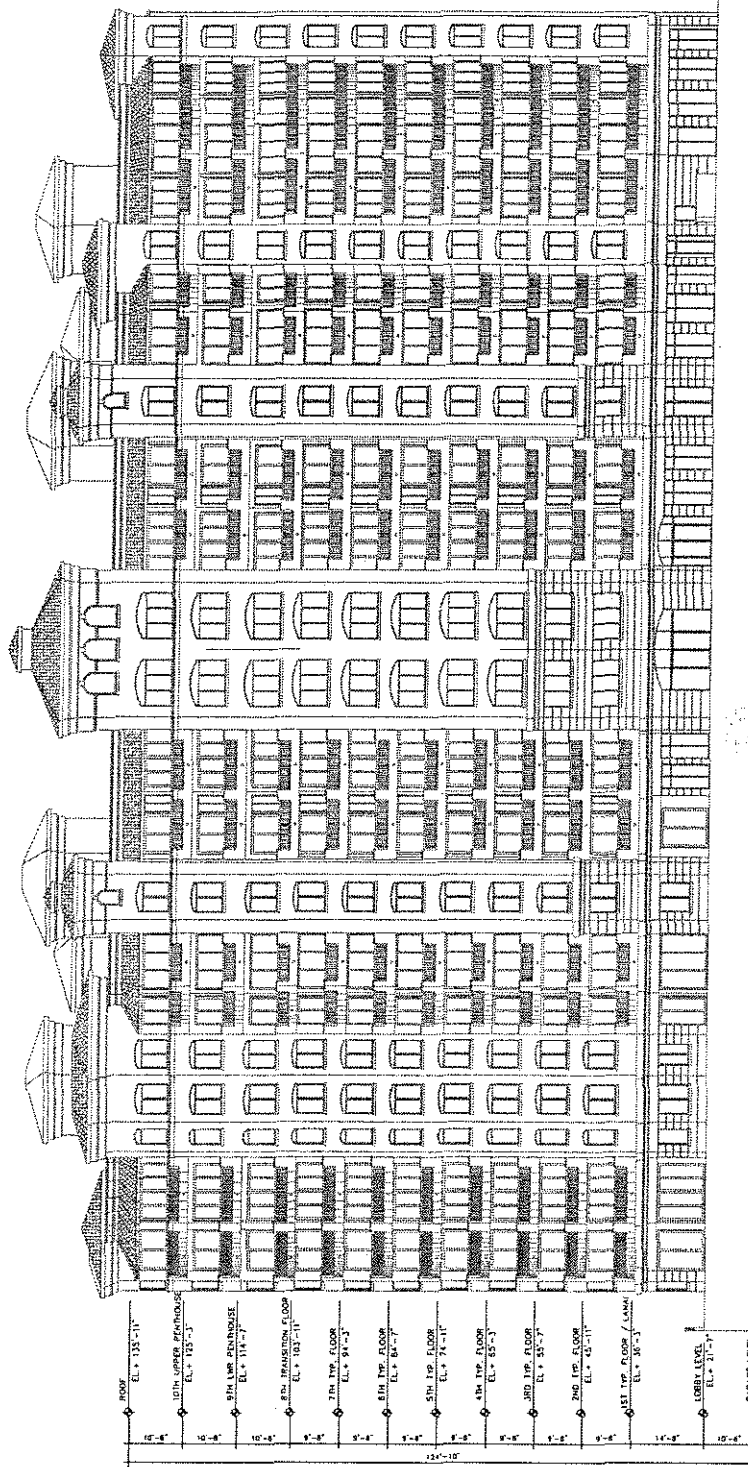 ROOF
EL. + 135'-11"
10TH UPPER PENTHOUSE
EL. + 125'-3"
9TH LWR PENTHOUSE
EL. + 114'-7"
8TH TRANSITION FLOOR
EL. + 103'-11"
7TH TYP. FLOOR
EL. + 94'-3"
6TH TYP. FLOOR
EL. + 84'-7"
5TH TYP. FLOOR
EL. + 74'-11"
4TH TYP. FLOOR
EL. + 65'-3"
3RD TYP. FLOOR
EL. + 55'-7"
2ND TYP. FLOOR
EL. + 45'-11"
1ST TYP. FLOOR / LANAI
EL. + 36'-3"
LOBBY LEVEL
EL. + 21'-7"
10'-8"
10'-8"
10'-8"
9'-8"
9'-8"
9'-8"
9'-8"
9'-8"
9'-8"
9'-8"
14'-8"
10'-6"
124'-10"